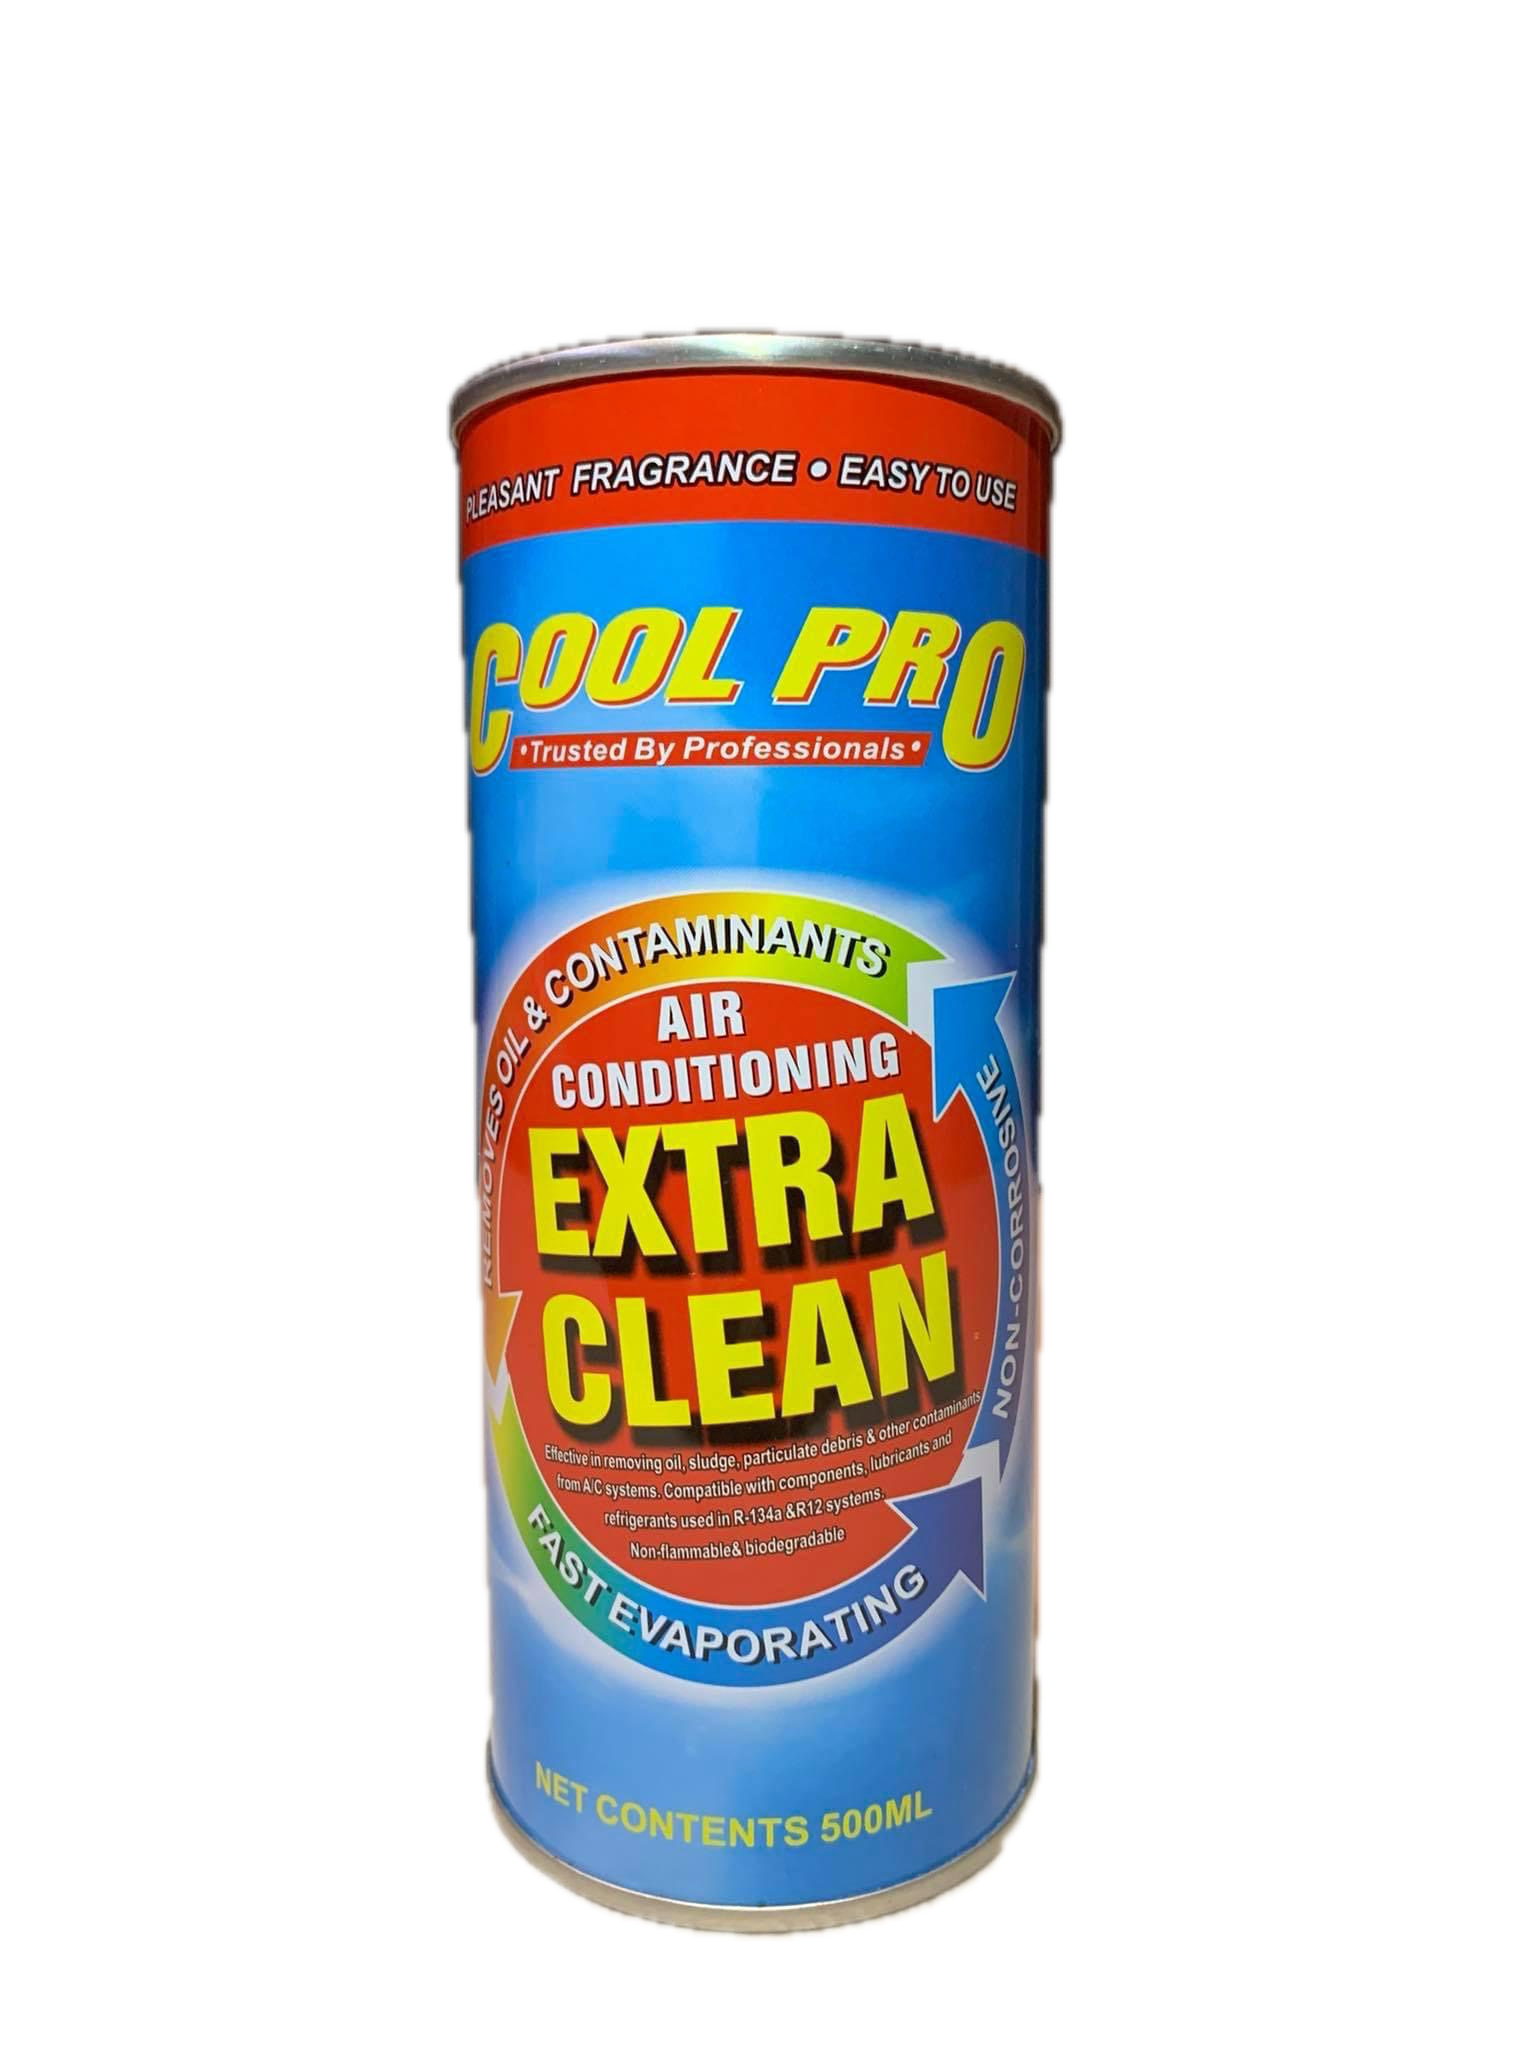 PLEASANT FRAGRANCE • EASY TO USE
COOL PRO
•Trusted By Professionals•
REMOVES OIL & CONTAMINANTS
NON-CORROSIVE
FAST EVAPORATING
AIR
CONDITIONING
EXTRA
CLEAN
Effective in removing oil, sludge, particulate debris & other contaminants
from A/C systems. Compatible with components, lubricants and
refrigerants used in R-134a &R12 systems.
Non-flammable& biodegradable
NET CONTENTS 500ML